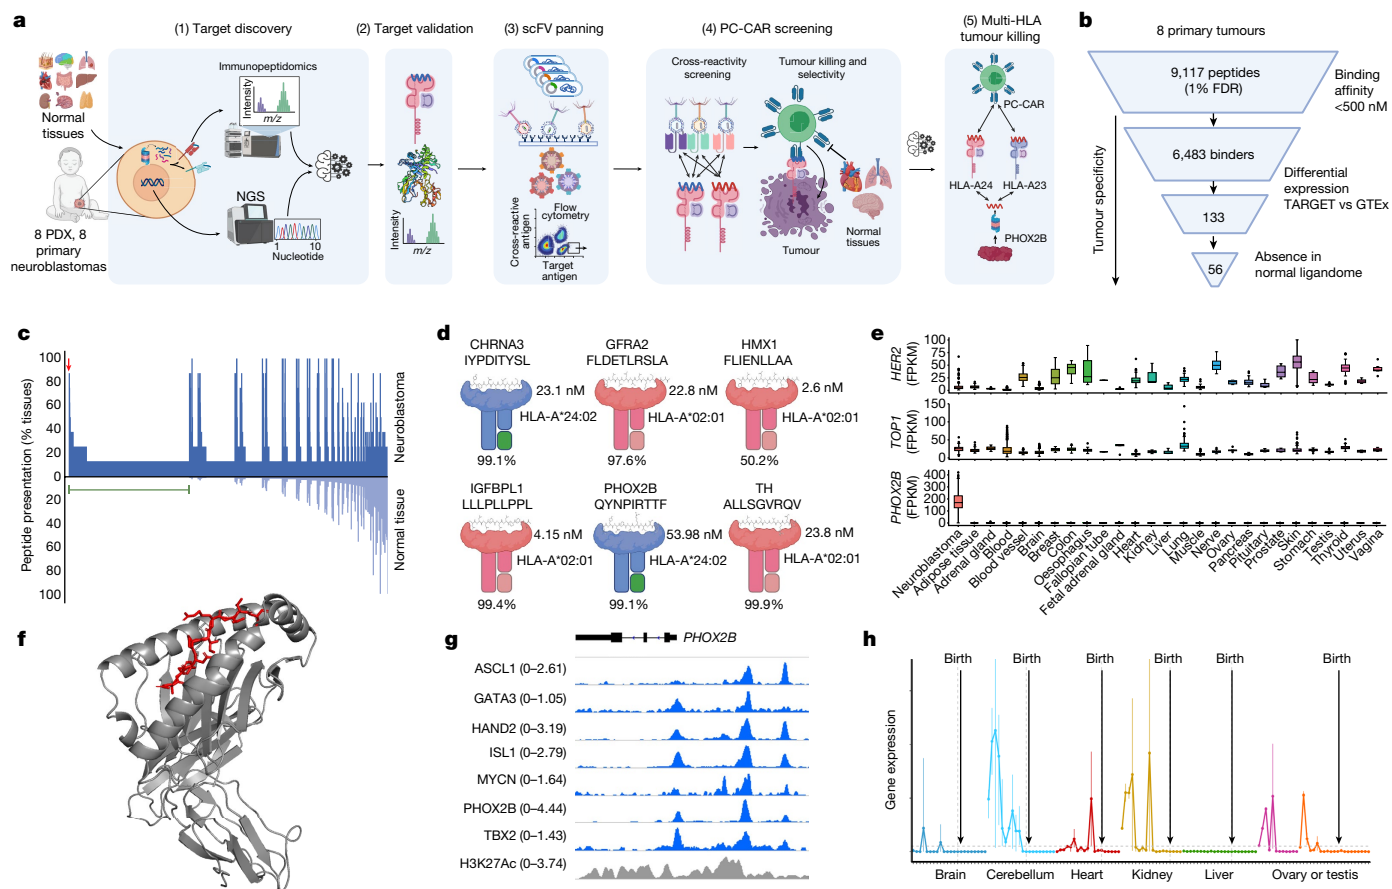 a
(1) Target discovery
(2) Target validation
(3) scFV panning
(4) PC-CAR screening
(5) Multi-HLA
tumour killing
Normal
tissues
8 PDX, 8
primary
neuroblastomas
Immunopeptidomics
Intensity
m/z
NGS
1 10
Nucleotide
Intensity
m/z
Flow
cytometry
Cross-reactive
antigen
Target
antigen
Cross-reactivity
screening
Tumour killing and
selectivity
Tumour
Normal
tissues
PC-CAR
HLA-A24
HLA-A23
PHOX2B
b
8 primary tumours
Tumour specificity
9,117 peptides
(1% FDR)
Binding
affinity
<500 nM
6,483 binders
Differential
expression
TARGET vs GTEx
133
Absence in
normal ligandome
56
c
Peptide presentation (% tissues)
100
80
60
40
20
0
20
40
60
80
100
Neuroblastoma
Normal tissue
d
CHRNA3
IYPDITYSL
23.1 nM
HLA-A*24:02
99.1%
GFRA2
FLDETLRSLA
22.8 nM
HLA-A*02:01
97.6%
HMX1
FLIENLLAA
2.6 nM
HLA-A*02:01
50.2%
IGFBPL1
LLLPLLPPL
4.15 nM
HLA-A*02:01
99.4%
PHOX2B
QYNPIRTTF
53.98 nM
HLA-A*24:02
99.1%
TH
ALLSGVRQV
23.8 nM
HLA-A*02:01
99.9%
e
HER2
(FPKM)
100
75
50
25
0
TOP1
(FPKM)
150
100
50
0
PHOX2B
(FPKM)
400
300
200
100
0
Neuroblastoma
Adipose tissue
Adrenal gland
Blood
Blood vessel
Brain
Breast
Colon
Oesophagus
Fallopian tube
Fetal adrenal gland
Heart
Kidney
Liver
Lung
Muscle
Nerve
Ovary
Pancreas
Pituitary
Prostate
Skin
Stomach
Testis
Thyroid
Uterus
Vagina
f
g
PHOX2B
ASCL1 (0–2.61)
GATA3 (0–1.05)
HAND2 (0–3.19)
ISL1 (0–2.79)
MYCN (0–1.64)
PHOX2B (0–4.44)
TBX2 (0–1.43)
H3K27Ac (0–3.74)
h
Gene expression
Birth
Birth
Birth
Birth
Birth
Birth
Brain
Cerebellum
Heart
Kidney
Liver
Ovary or testis